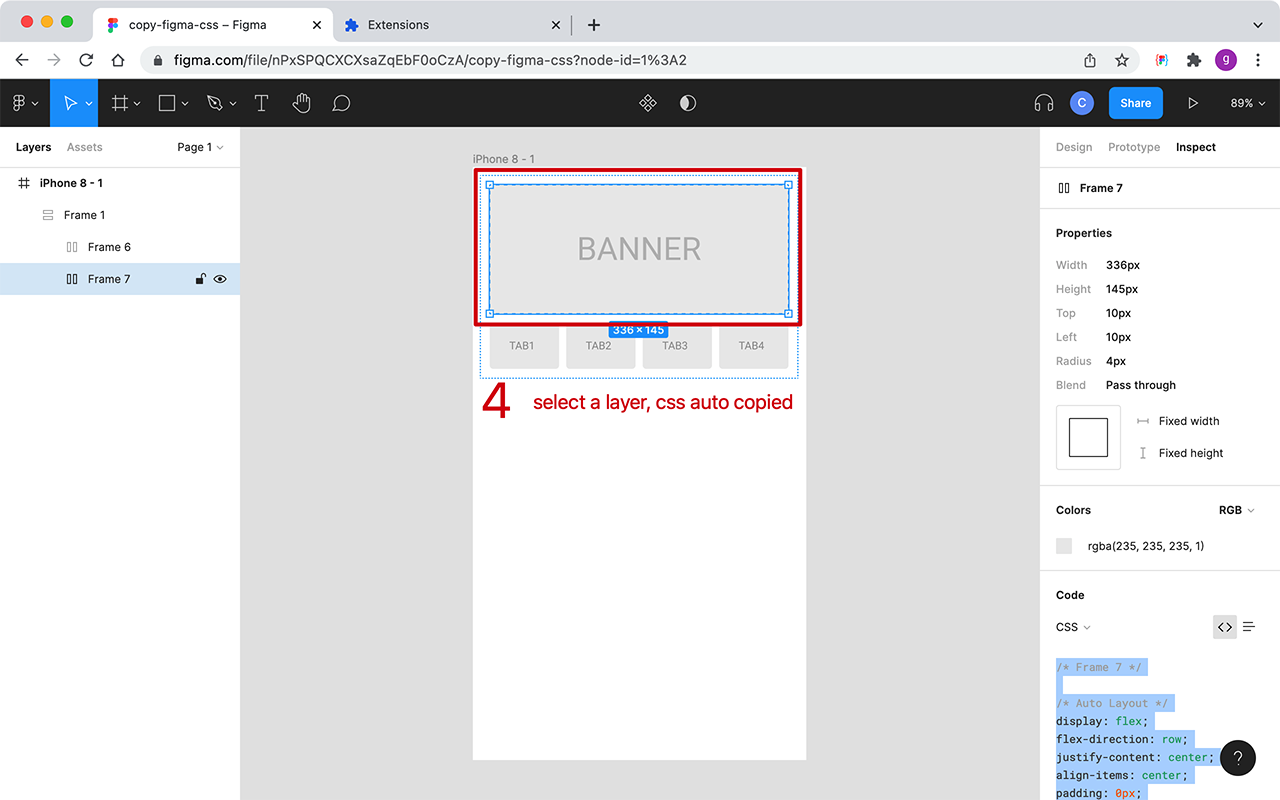 copy-figma-css – Figma
Extensions
figma.com/file/nPxSPQCXCXsaZqEbF0oCzA/copy-figma-css?node-id=1%3A2
g
C
Share
89%
Layers
Assets
Page 1
iPhone 8 - 1
Frame 1
Frame 6
Frame 7
iPhone 8 - 1
BANNER
336 × 145
TAB1
TAB2
TAB3
TAB4
4 select a layer, css auto copied
Design
Prototype
Inspect
Frame 7
Properties
Width 336px
Height 145px
Top 10px
Left 10px
Radius 4px
Blend Pass through
Fixed width
Fixed height
Colors
RGB
rgba(235, 235, 235, 1)
Code
CSS
/* Frame 7 */
/* Auto Layout */
display: flex;
flex-direction: row;
justify-content: center;
align-items: center;
padding: 0px;
?